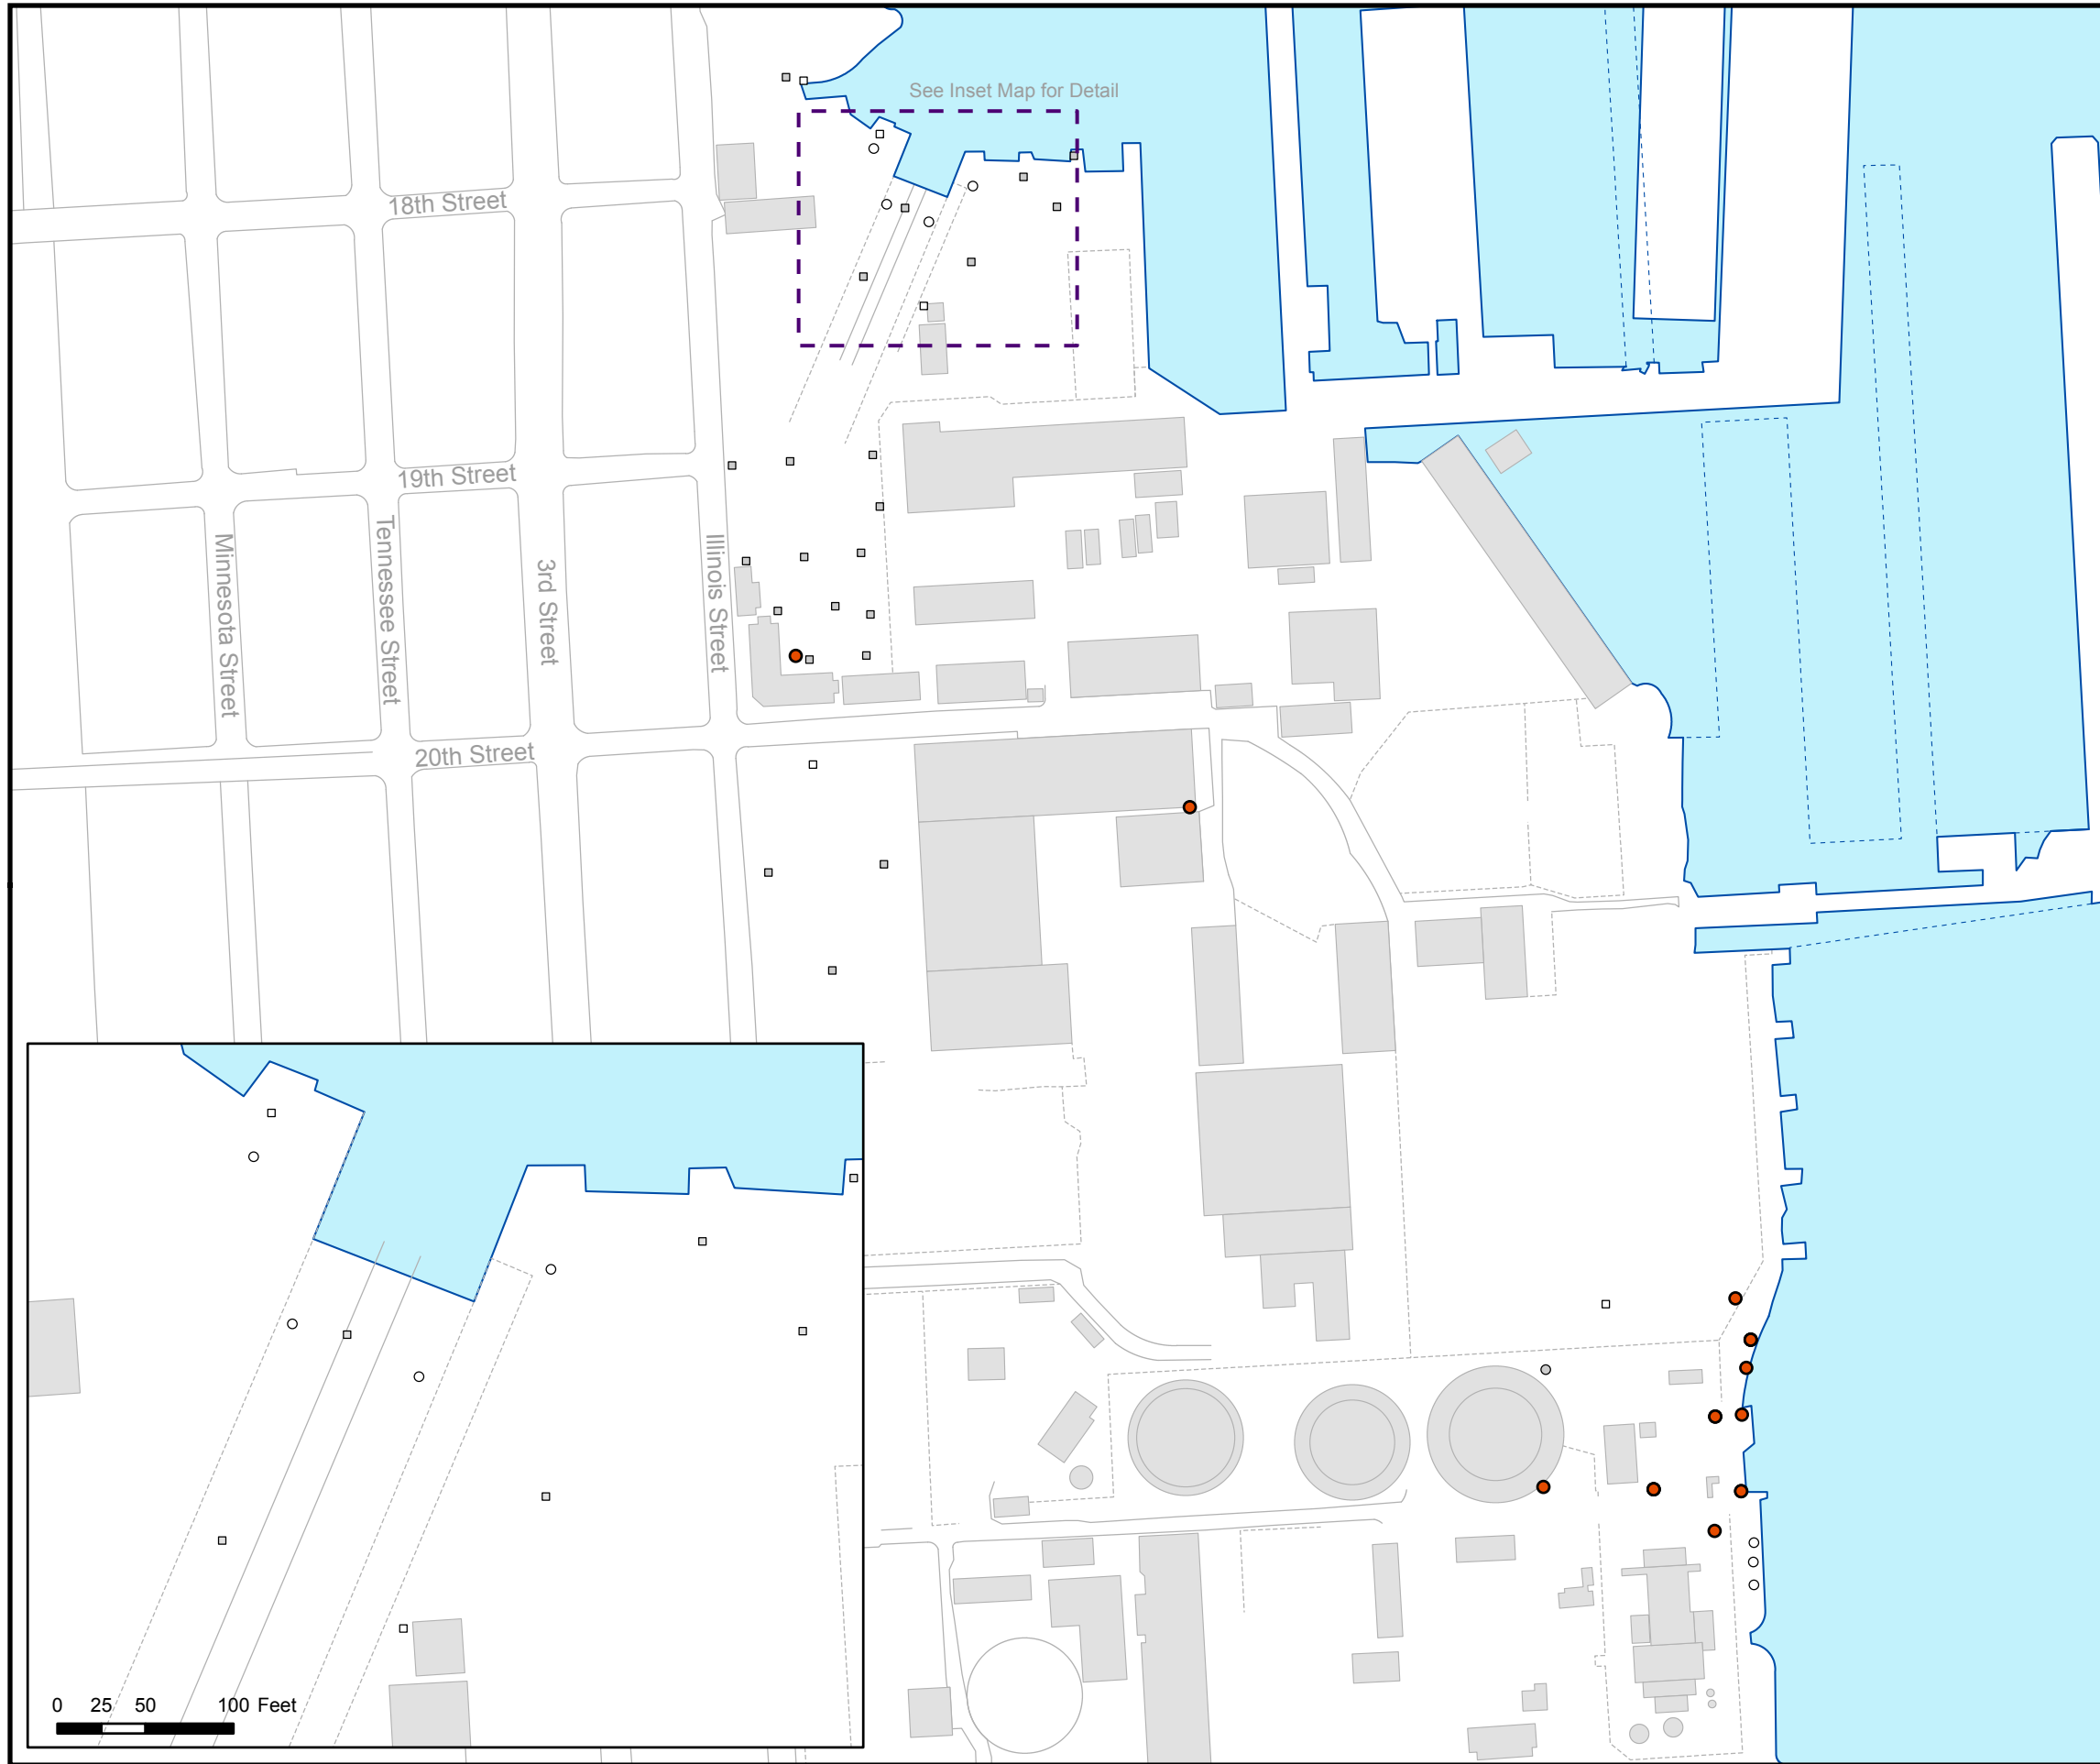 See Inset Map for Detail
18th Street
19th Street
Minnesota Street
Tennessee Street
3rd Street
Illinois Street
20th Street
0 25 50 100 Feet